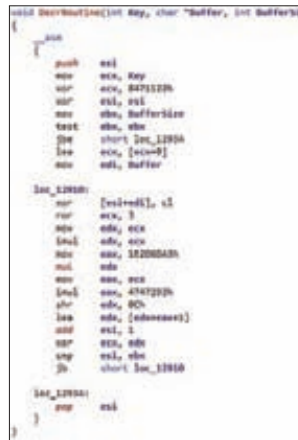 void DecrRoutine(int Key, char *Buffer, int BufferSize
{
__asm
{
push esi
mov ecx, Key
xor ecx,
xor esi, esi
mov ebx, BufferSize
test ebx, ebx
jbe short loc_12934
lea ecx, [ecx+0]
mov edi, Buffer
loc_12910:
xor [esi+edi], cl
ror ecx, 3
mov edx, ecx
imul edx, ecx
mov eax,
mul edx
mov eax, ecx
imul eax,
shr edx, 0Ch
lea edx, [edx+eax+1]
add esi, 1
xor ecx, edx
cmp esi, ebx
jb short loc_12910
loc_12934:
pop esi
}
}